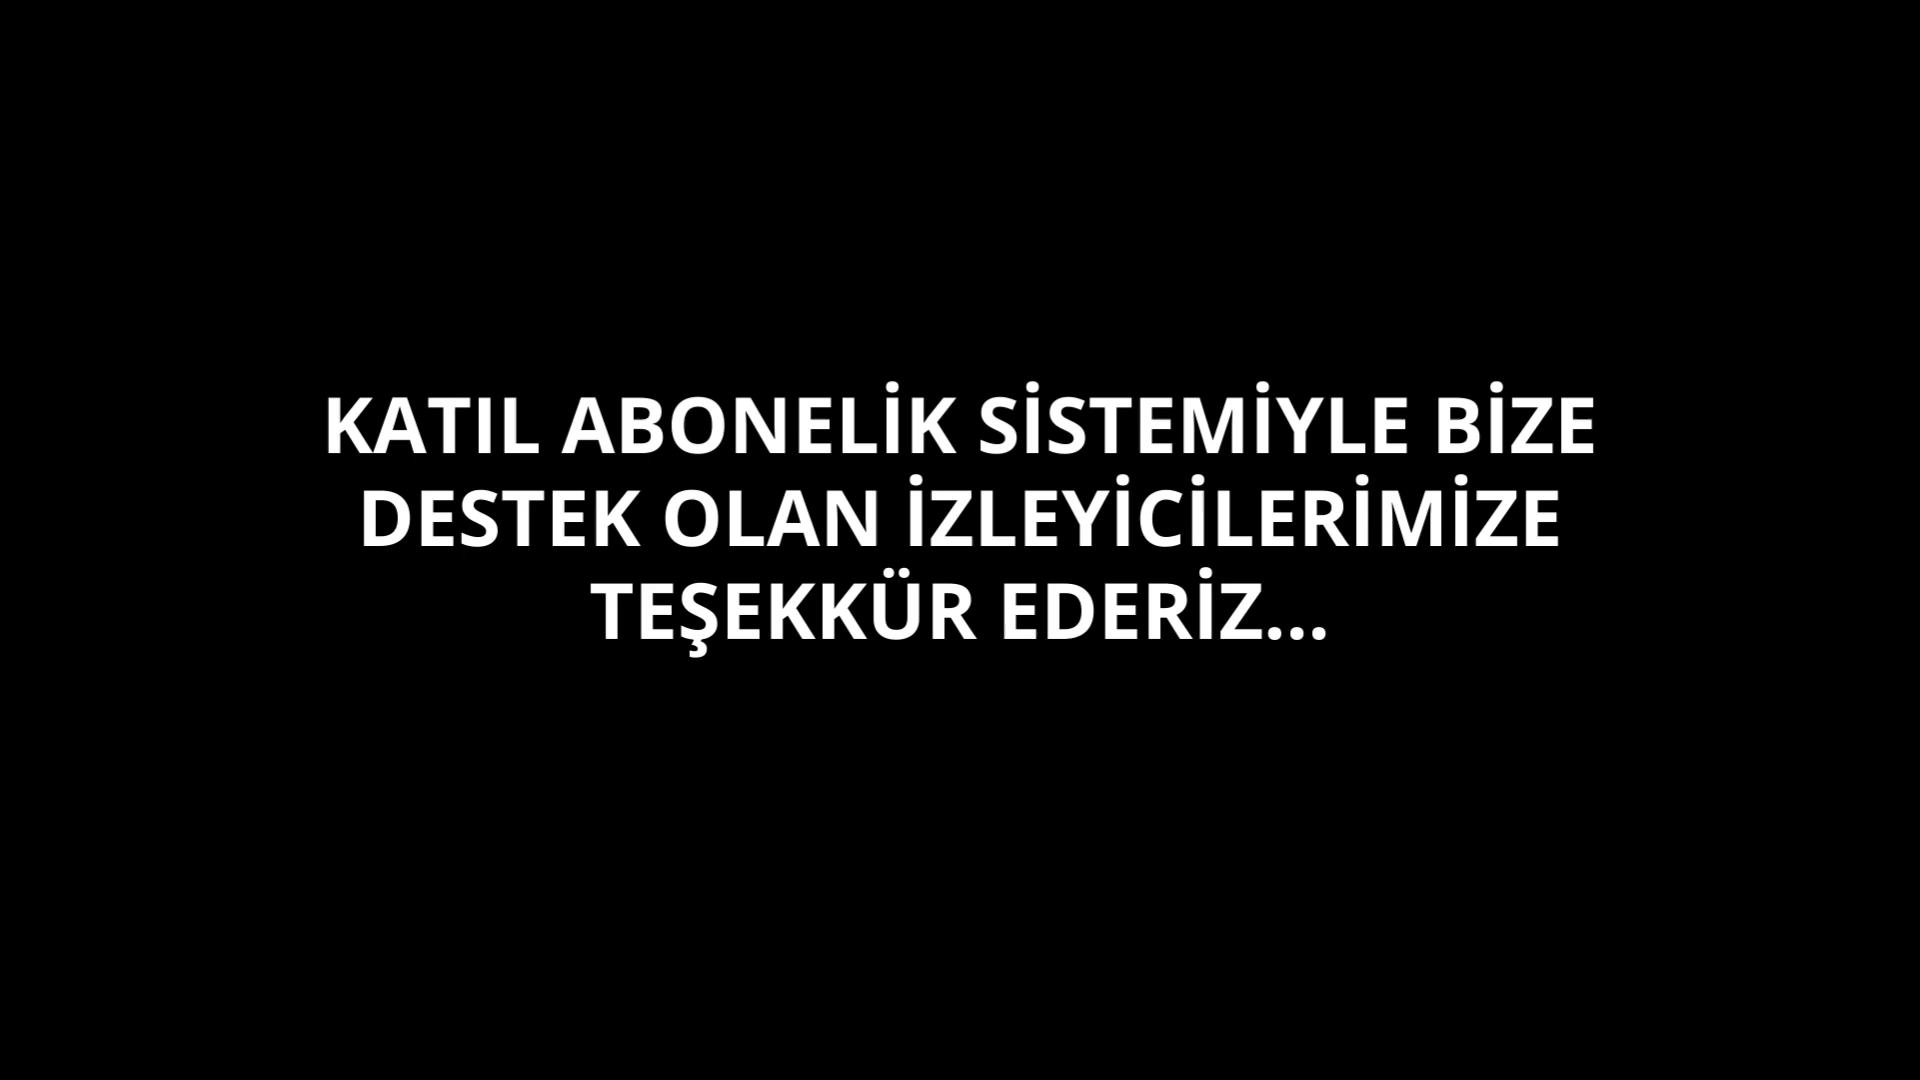 KATIL ABONELİK SİSTEMİYLE BİZE
DESTEK OLAN İZLEYİCİLERİMİZE
TEŞEKKÜR EDERİZ...